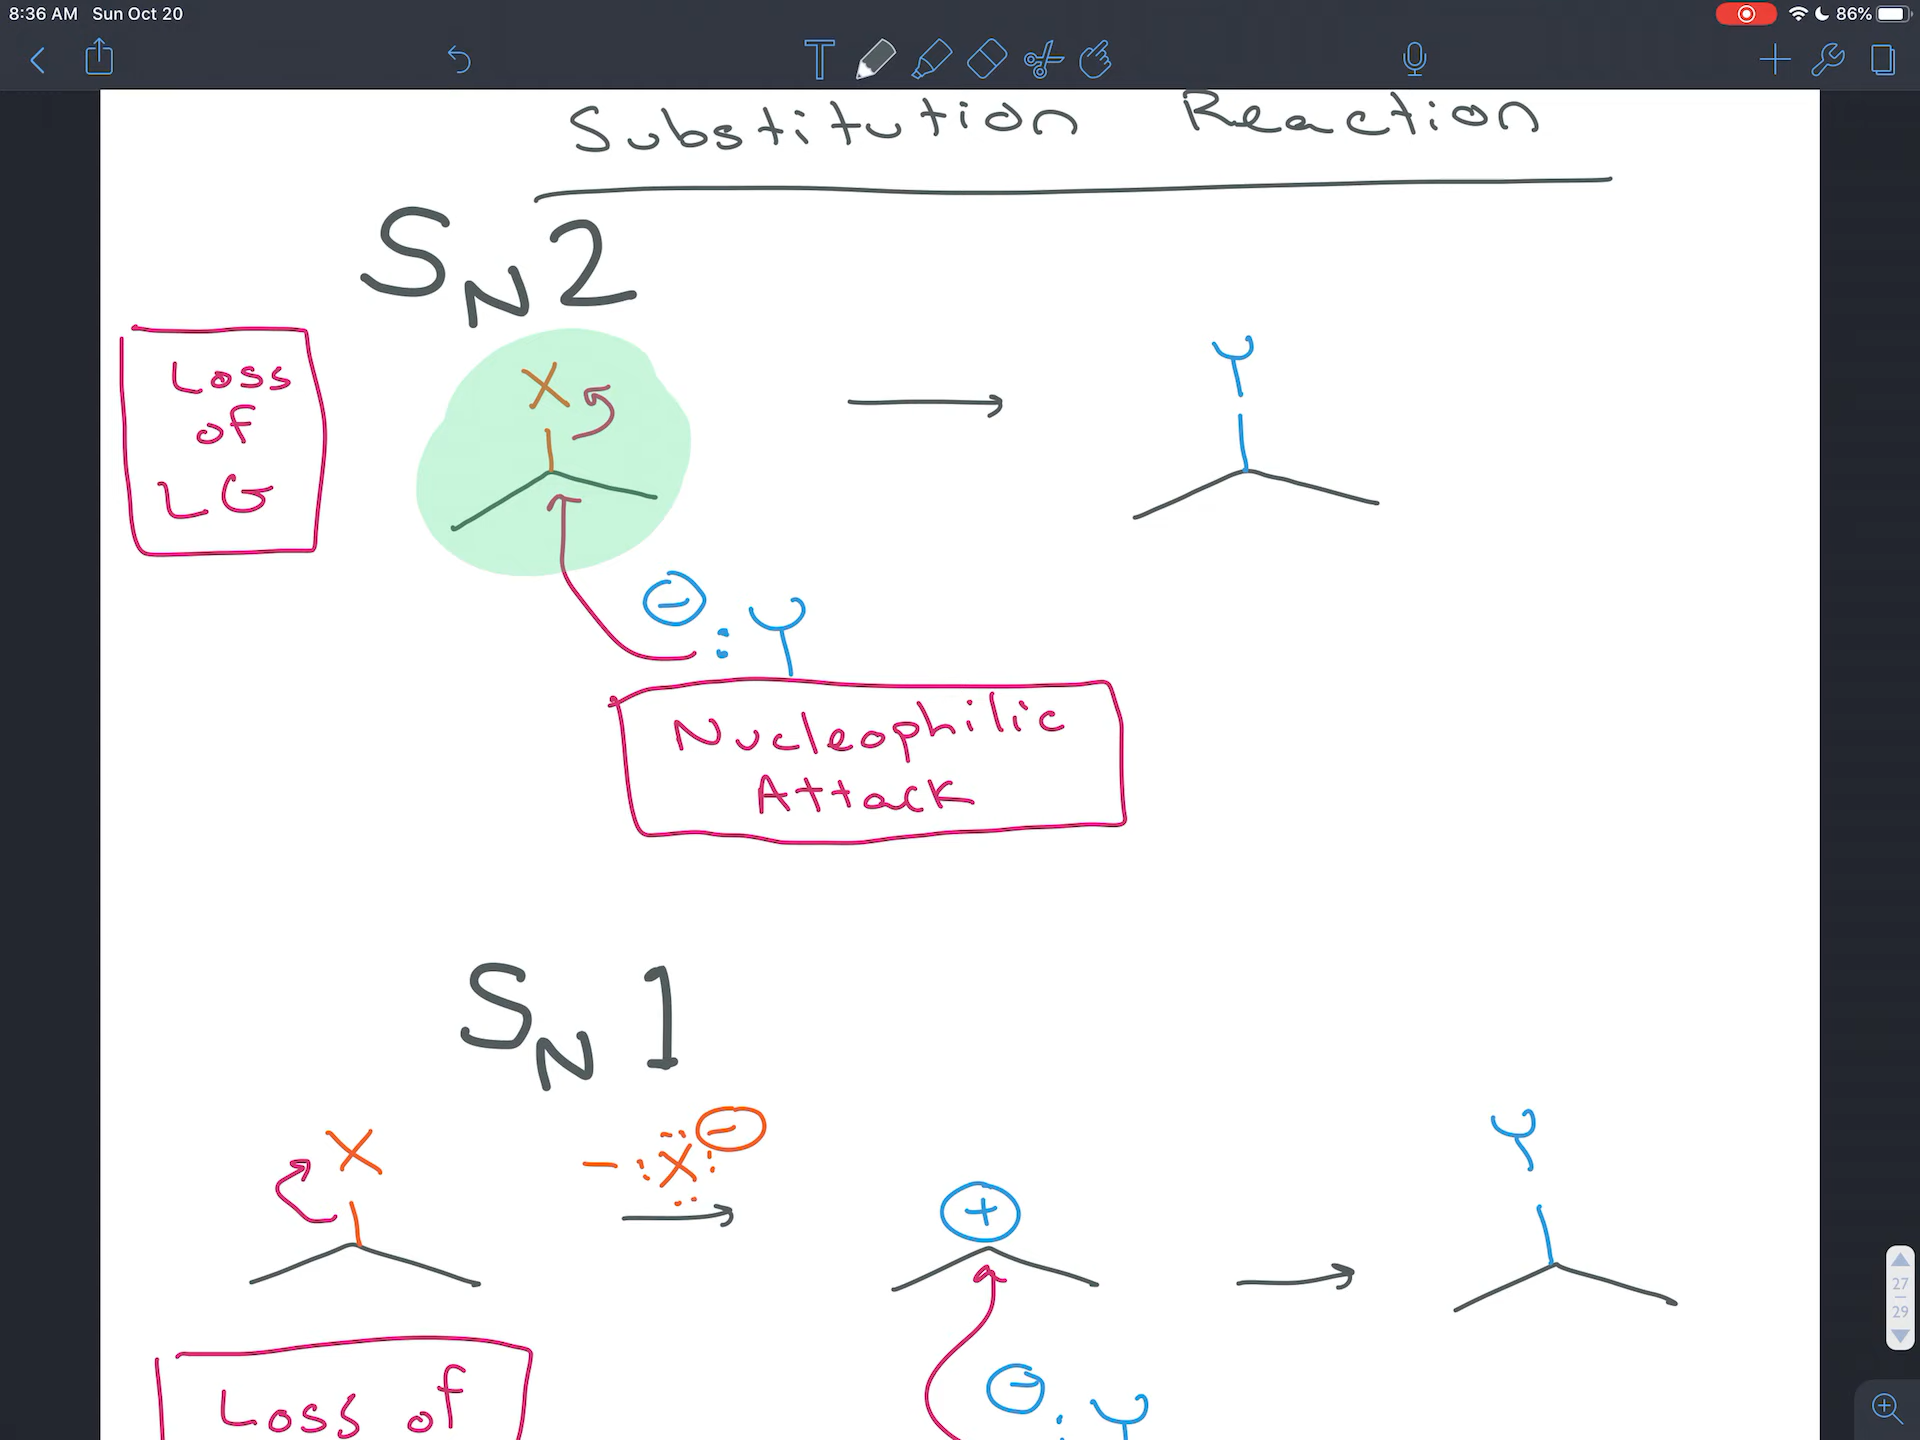 8:36 AM Sun Oct 20
86%
T
Substitution Reaction
SN2
Loss
of
LG
X
Y
⊖
: Y
Nucleophilic
Attack
SN1
X
- :X: ⊖
⊕
Y
27
29
Loss of
⊖
: Y